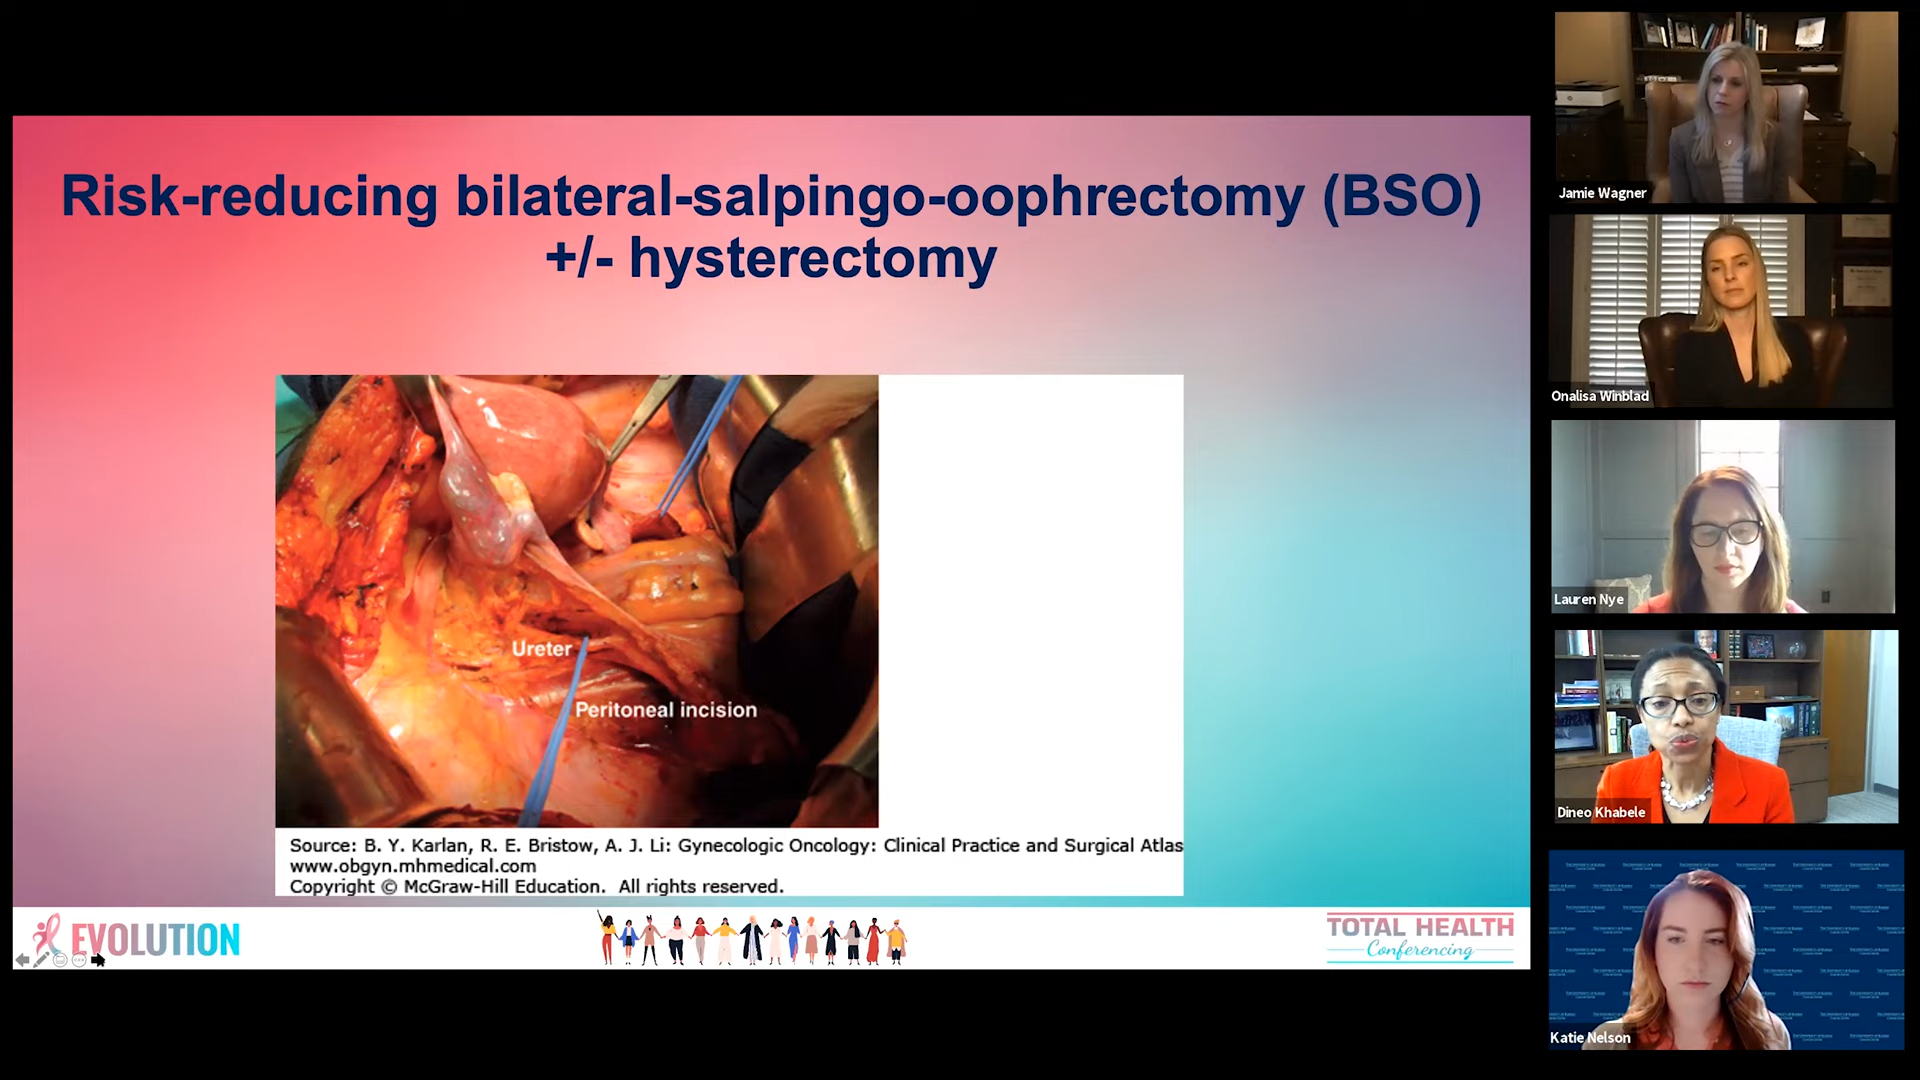 Risk-reducing bilateral-salpingo-oophrectomy (BSO)
+/- hysterectomy
Ureter
Peritoneal incision
Source: B. Y. Karlan, R. E. Bristow, A. J. Li: Gynecologic Oncology: Clinical Practice and Surgical Atlas
www.obgyn.mhmedical.com
Copyright © McGraw-Hill Education.  All rights reserved.
EVOLUTION
TOTAL HEALTH
Conferencing
Jamie Wagner
Onalisa Winblad
Lauren Nye
Dineo Khabele
Katie Nelson